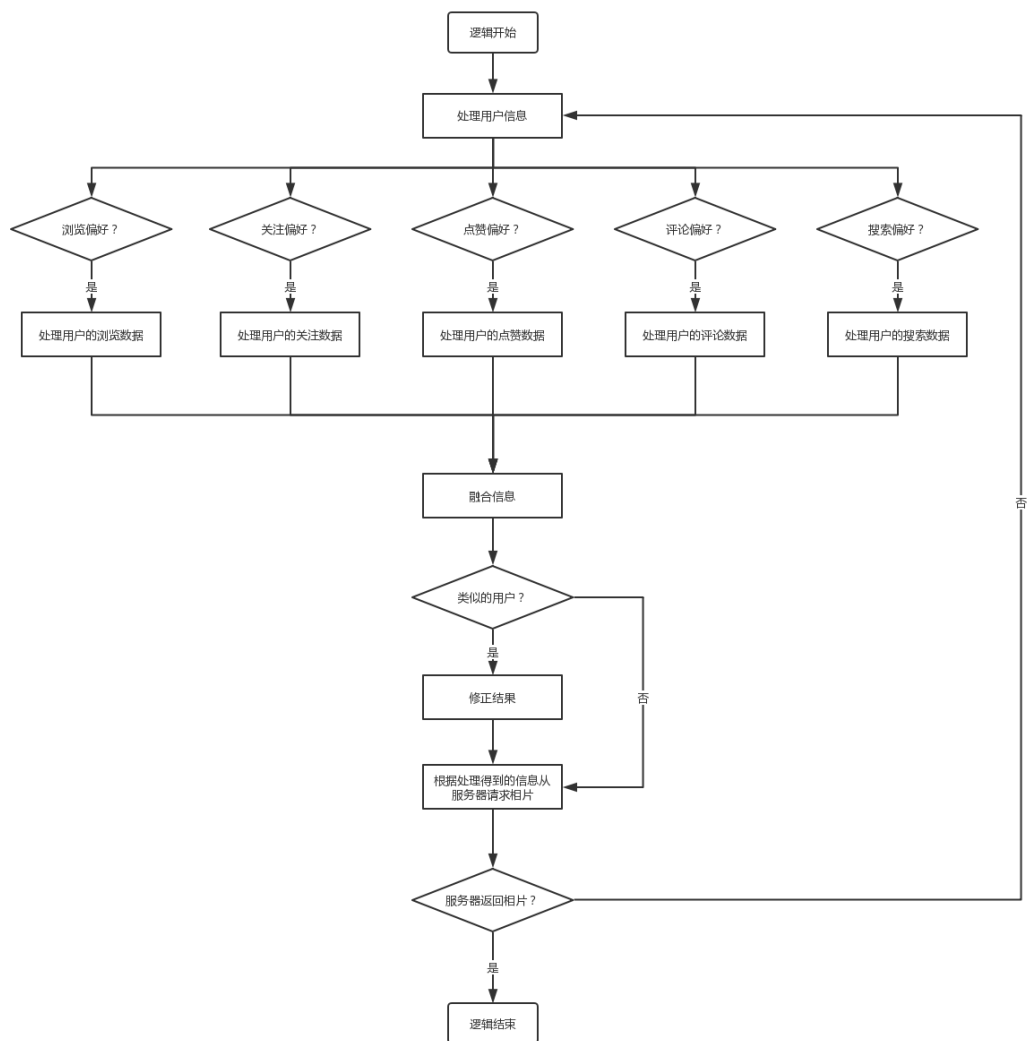 逻辑开始
处理用户信息
浏览偏好？
关注偏好？
点赞偏好？
评论偏好？
搜索偏好？
是
是
是
是
是
处理用户的浏览数据
处理用户的关注数据
处理用户的点赞数据
处理用户的评论数据
处理用户的搜索数据
融合信息
否
类似的用户？
是
修正结果
否
根据处理得到的信息从
服务器请求相片
服务器返回相片？
是
逻辑结束